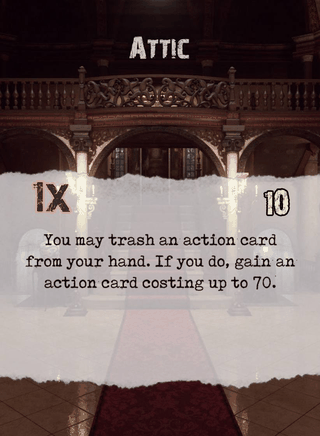 Attic
1x
10
You may trash an action card
from your hand. If you do, gain an
action card costing up to 70.